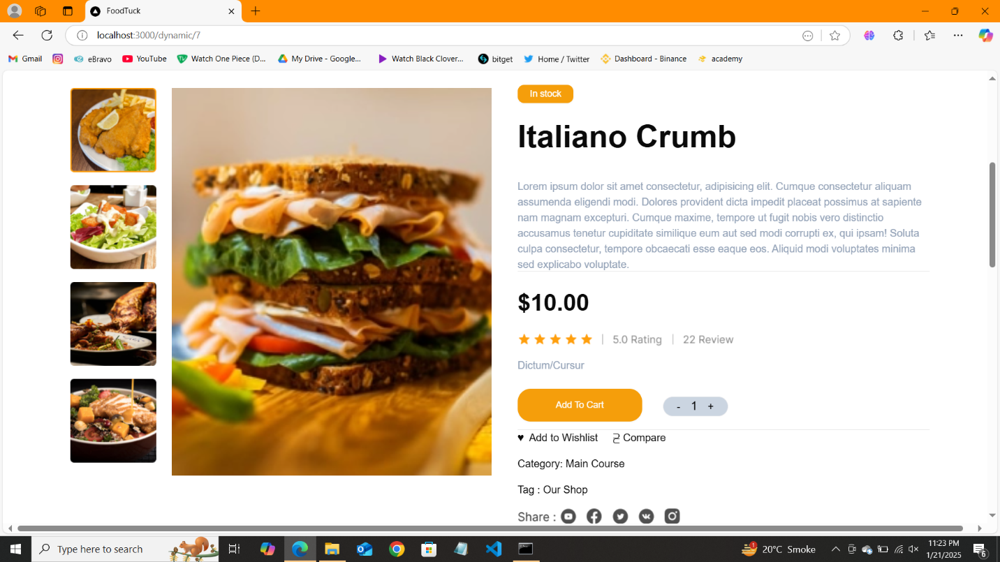 FoodTuck
localhost:3000/dynamic/7
Gmail
eBravo
YouTube
Watch One Piece (D...
My Drive - Google...
Watch Black Clover...
bitget
Home / Twitter
Dashboard - Binance
academy
In stock
Italiano Crumb
Lorem ipsum dolor sit amet consectetur, adipisicing elit. Cumque consectetur aliquam
assumenda eligendi modi. Dolores provident dicta impedit placeat possimus at sapiente
nam magnam excepturi. Cumque maxime, tempore ut fugit nobis vero distinctio
accusamus tenetur cupiditate similique eum aut sed modi corrupti ex, qui ipsam! Soluta
culpa consectetur, tempore obcaecati esse eaque eos. Aliquid modi voluptates minima
sed explicabo voluptate.
$10.00
5.0 Rating | 22 Review
Dictum/Cursur
Add To Cart - 1 +
♥ Add to Wishlist ㄹ Compare
Category: Main Course
Tag : Our Shop
Share :
Type here to search
1
20°C Smoke
11:23 PM
1/21/2025
6